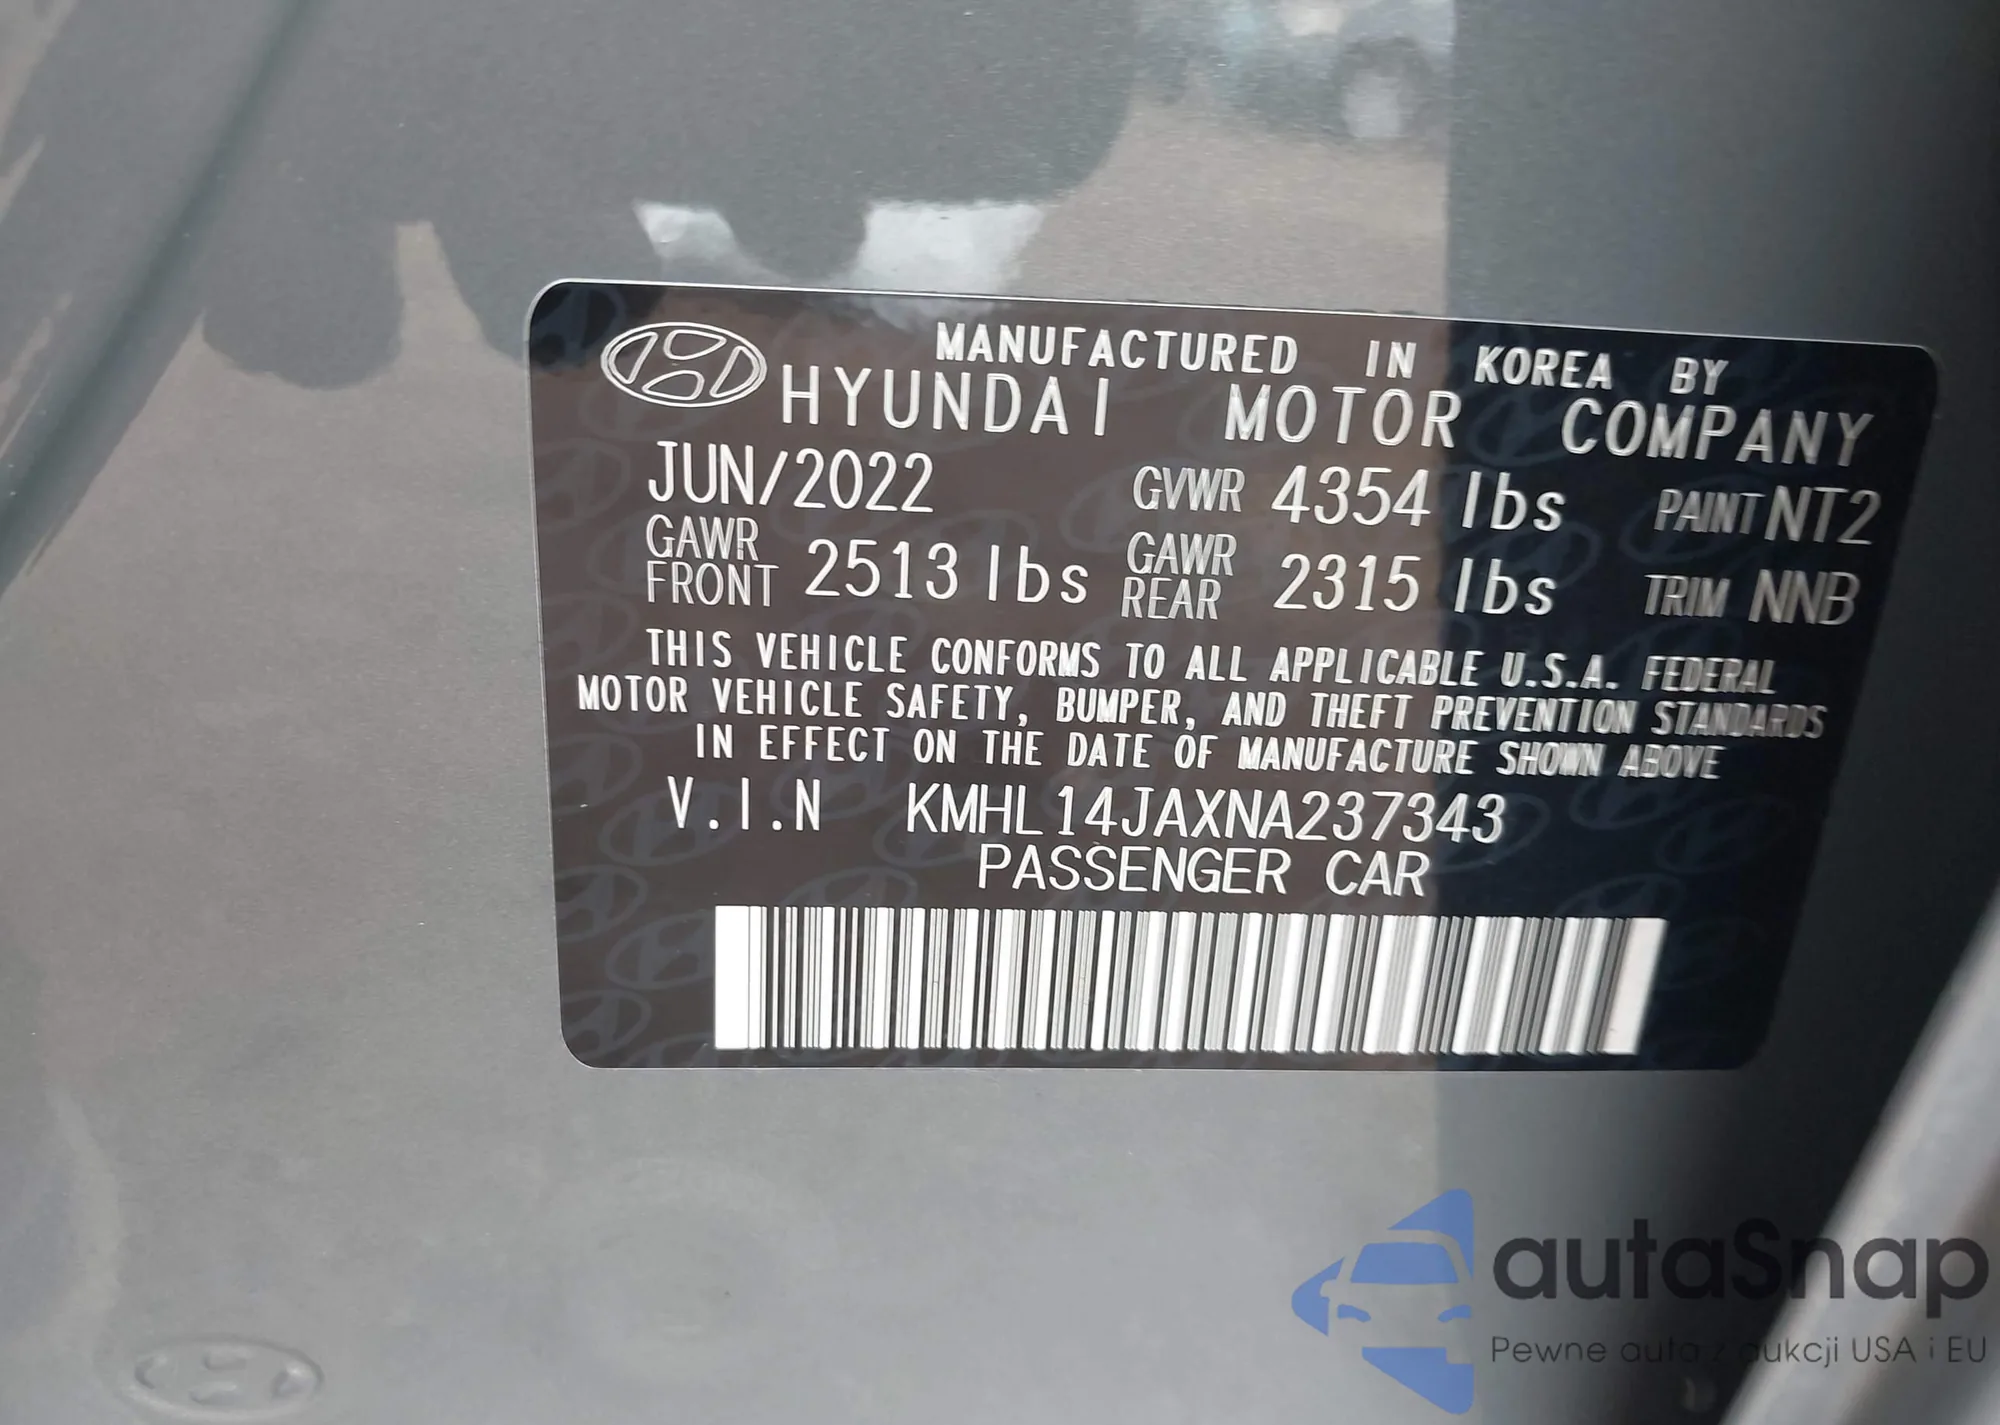 MANUFACTURED IN KOREA BY
HYUNDAI MOTOR COMPANY
JUN/2022 GVWR 4354 lbs PAINT NT2
GAWR FRONT 2513 lbs GAWR REAR 2315 lbs TRIM NNB
THIS VEHICLE CONFORMS TO ALL APPLICABLE U.S.A. FEDERAL
MOTOR VEHICLE SAFETY, BUMPER, AND THEFT PREVENTION STANDARDS
IN EFFECT ON THE DATE OF MANUFACTURE SHOWN ABOVE
V.I.N KMHL14JAXNA237343
PASSENGER CAR
autaSnap
Pewne auta z aukcji USA i EU